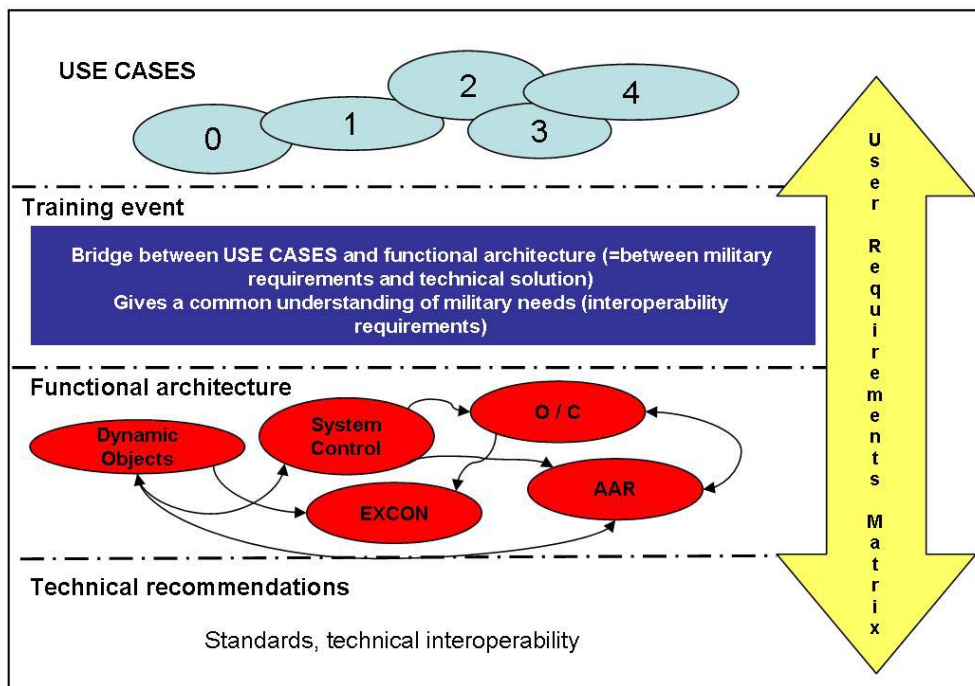 USE CASES
0
1
2
3
4
Training event
Bridge between USE CASES and functional architecture (=between military
requirements and technical solution)
Gives a common understanding of military needs (interoperability
requirements)
Functional architecture
Dynamic
Objects
System
Control
O / C
EXCON
AAR
Technical recommendations
Standards, technical interoperability
User Requirements Matrix